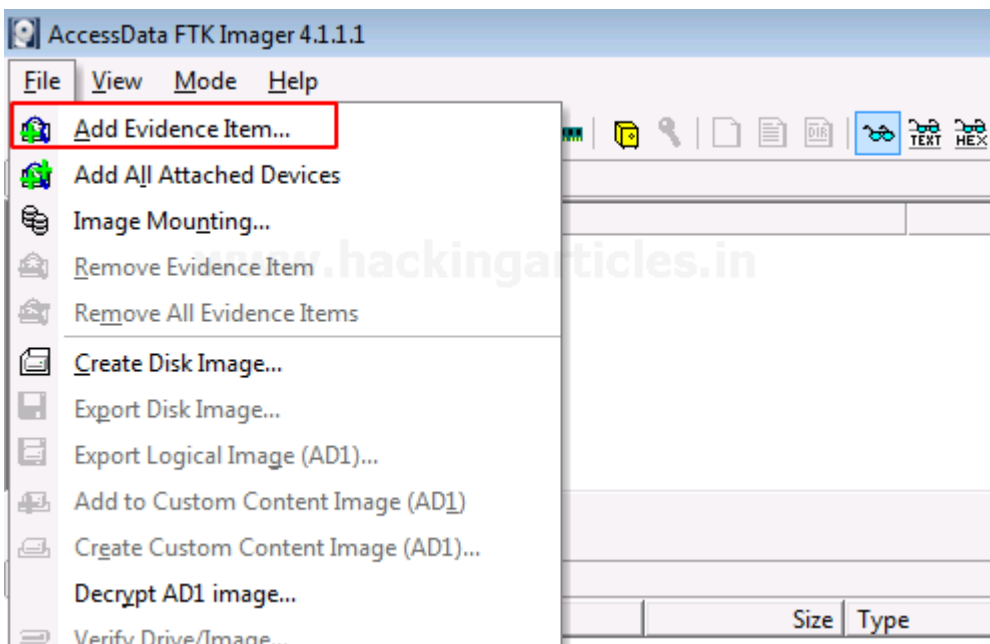 AccessData FTK Imager 4.1.1.1
File View Mode Help
Add Evidence Item...
Add All Attached Devices
Image Mounting...
www.hackingarticles.in
Remove Evidence Item
Remove All Evidence Items
Create Disk Image...
Export Disk Image...
Export Logical Image (AD1)...
Add to Custom Content Image (AD1)
Create Custom Content Image (AD1)...
Decrypt AD1 image...
Verify Drive/Image...
DIR TEXT HEX
Size Type